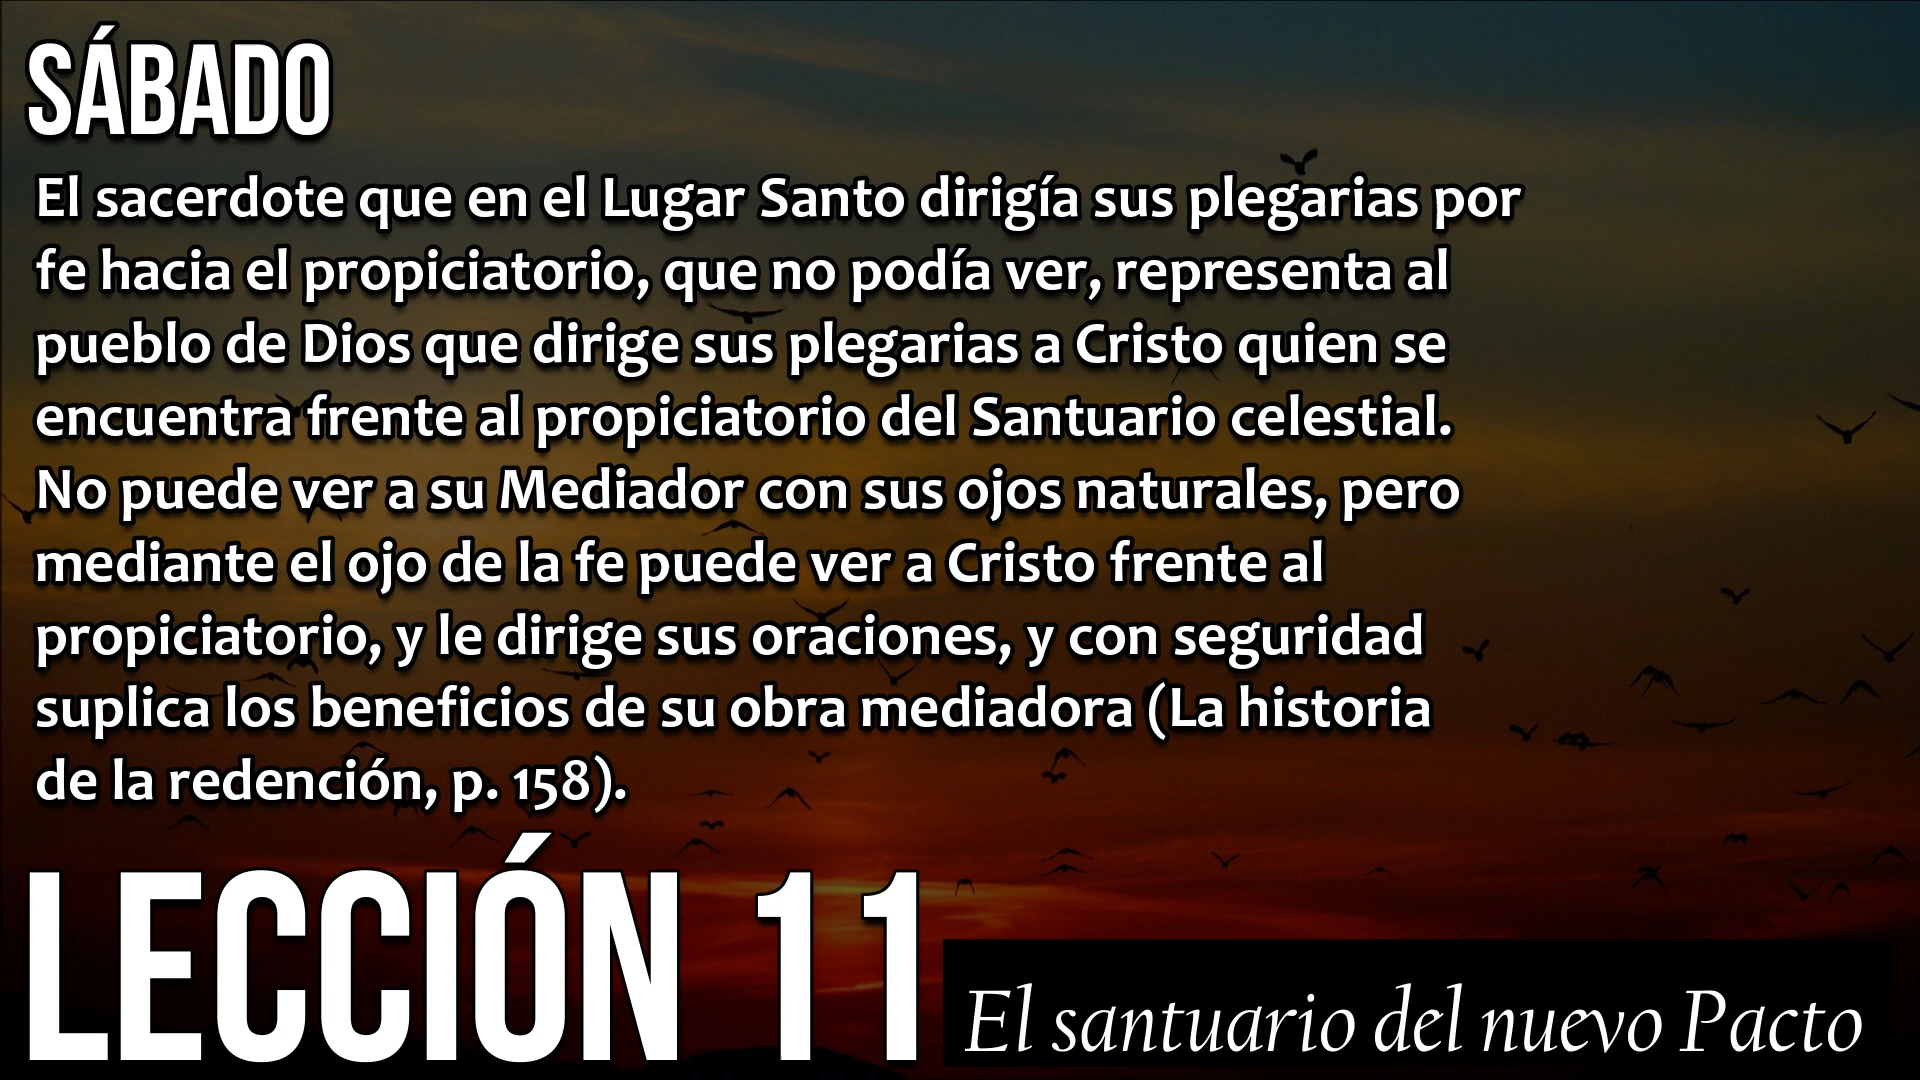 SÁBADO
El sacerdote que en el Lugar Santo dirigía sus plegarias por
fe hacia el propiciatorio, que no podía ver, representa al
pueblo de Dios que dirige sus plegarias a Cristo quien se
encuentra frente al propiciatorio del Santuario celestial.
No puede ver a su Mediador con sus ojos naturales, pero
mediante el ojo de la fe puede ver a Cristo frente al
propiciatorio, y le dirige sus oraciones, y con seguridad
suplica los beneficios de su obra mediadora (La historia
de la redención, p. 158).
LECCIÓN 11
El santuario del nuevo Pacto